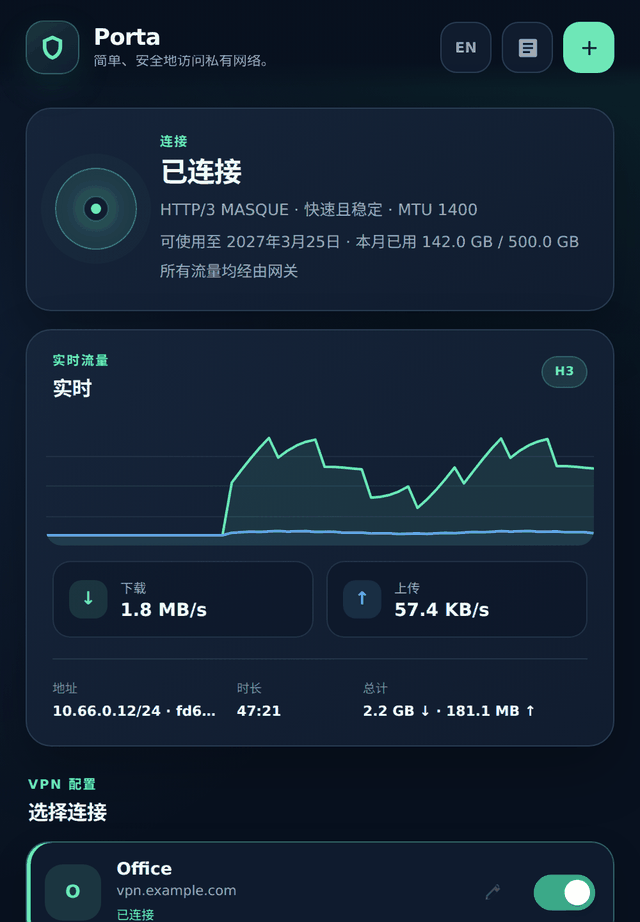 Porta
简单、安全地访问私有网络。
EN
+
连接
已连接
HTTP/3 MASQUE · 快速且稳定 · MTU 1400
可使用至 2027年3月25日 · 本月已用 142.0 GB / 500.0 GB
所有流量均经由网关
实时流量
实时
H3
↓ 下载
1.8 MB/s
↑ 上传
57.4 KB/s
地址
10.66.0.12/24 · fd6…
时长
47:21
总计
2.2 GB ↓ · 181.1 MB ↑
VPN 配置
选择连接
O
Office
vpn.example.com
已连接